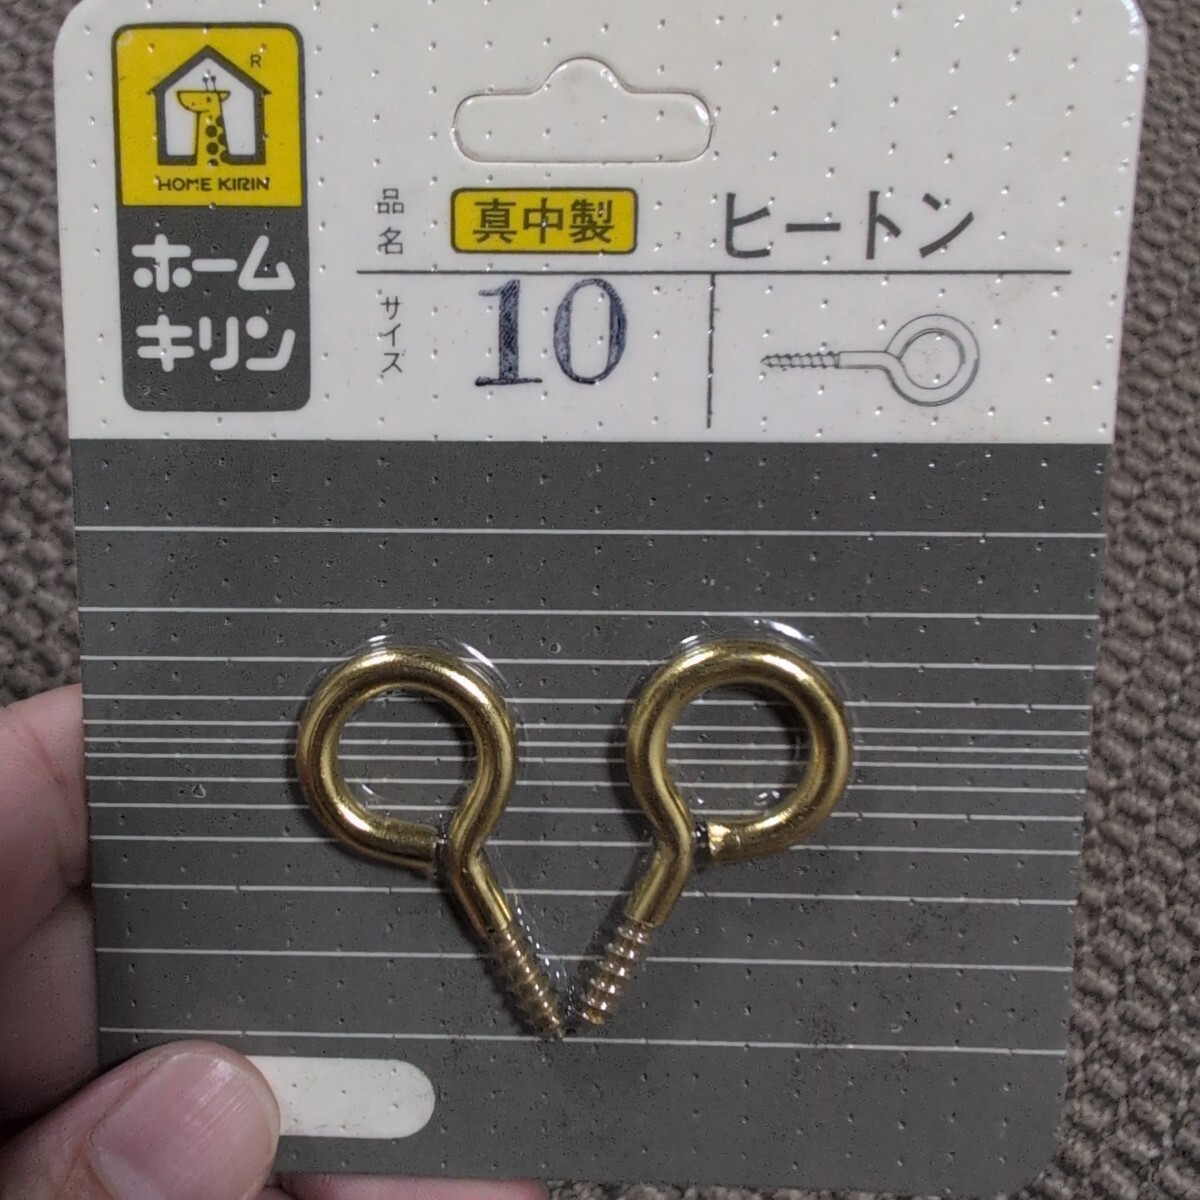 R
HOME KIRIN
ホーム
キリン
品名 真中製 ヒートン
サイズ 10